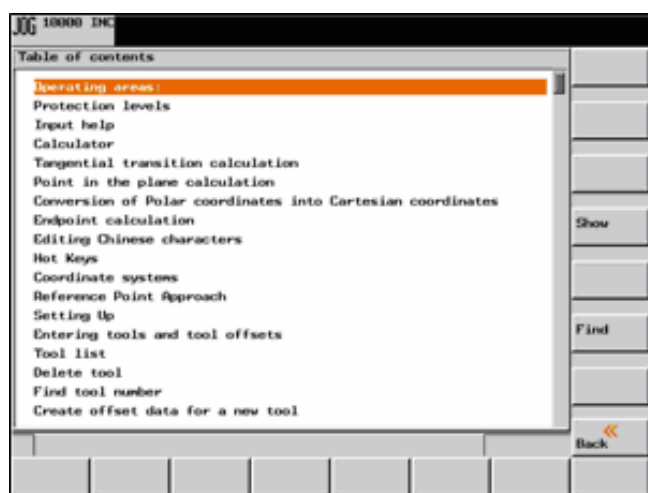 JOG 10000 INC
Table of contents
Operating areas:
Protection levels
Input help
Calculator
Tangential transition calculation
Point in the plane calculation
Conversion of Polar coordinates into Cartesian coordinates
Endpoint calculation
Editing Chinese characters
Show
Hot Keys
Coordinate systems
Reference Point Approach
Setting Up
Entering tools and tool offsets
Find
Tool list
Delete tool
Find tool number
Create offset data for a new tool
Back